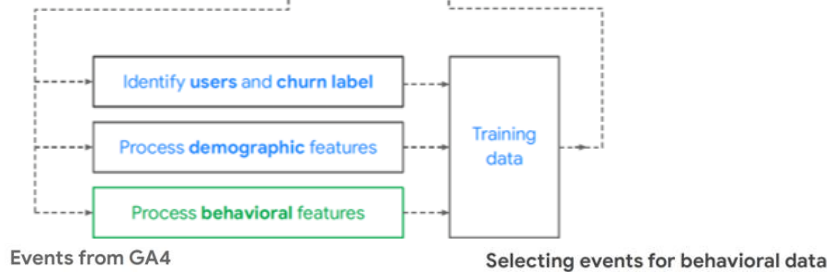 Identify users and churn label
Process demographic features
Training
data
Process behavioral features
Events from GA4
Selecting events for behavioral data